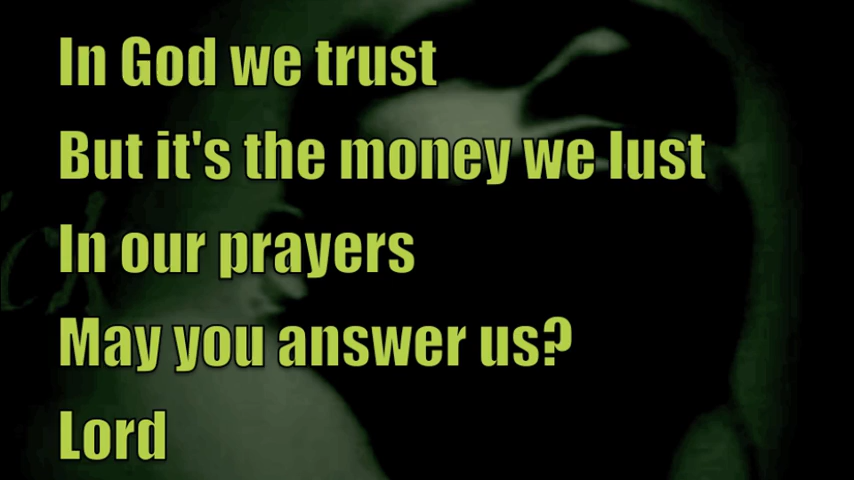 In God we trust
But it's the money we lust
In our prayers
May you answer us?
Lord